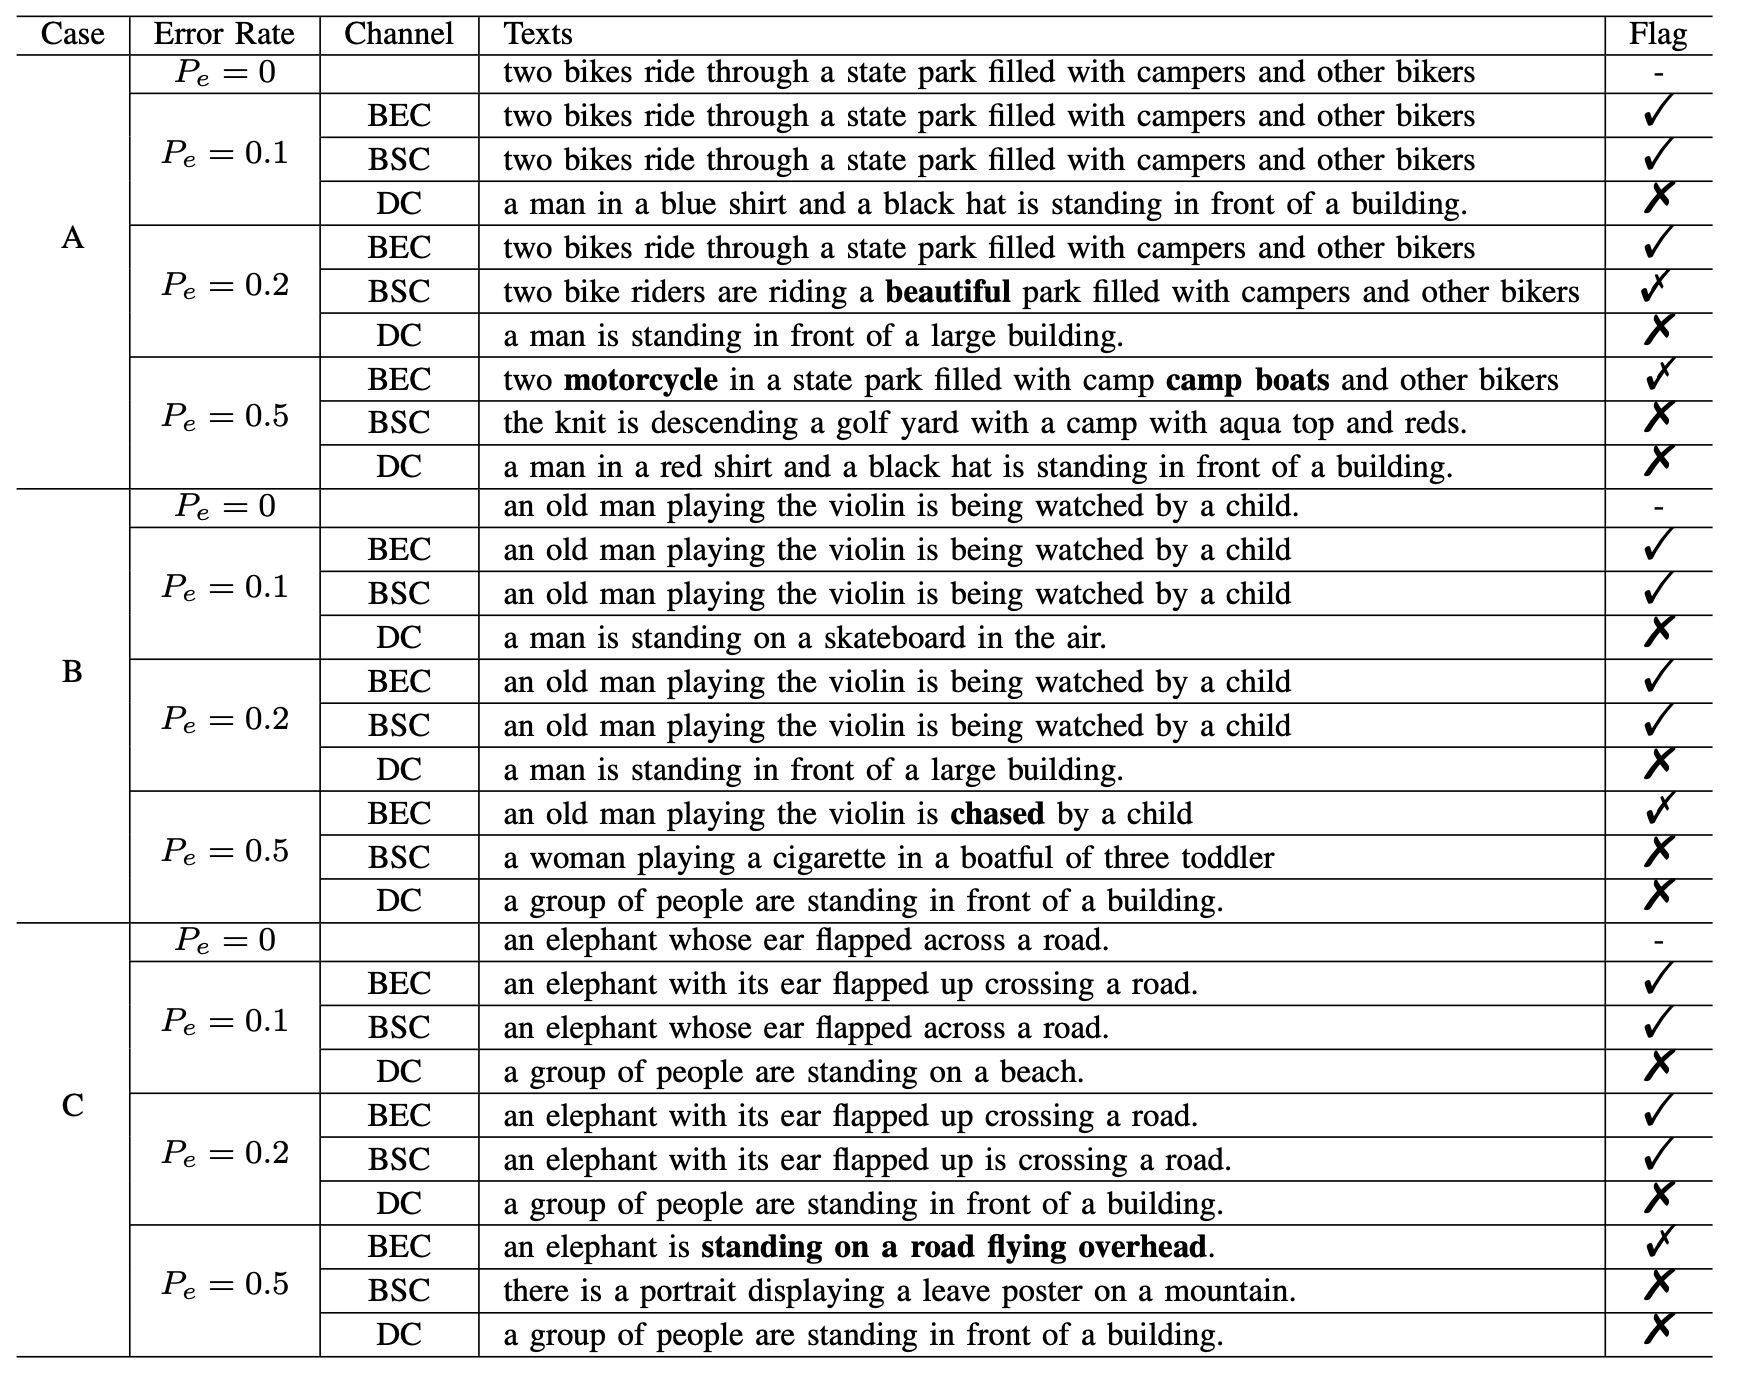 Case Error Rate Channel Texts Flag
P_e = 0 two bikes ride through a state park filled with campers and other bikers -
BEC two bikes ride through a state park filled with campers and other bikers ✓
P_e = 0.1 BSC two bikes ride through a state park filled with campers and other bikers ✓
DC a man in a blue shirt and a black hat is standing in front of a building. ✗
A BEC two bikes ride through a state park filled with campers and other bikers ✓
P_e = 0.2 BSC two bike riders are riding a beautiful park filled with campers and other bikers ✓✗
DC a man is standing in front of a large building. ✗
BEC two motorcycle in a state park filled with camp camp boats and other bikers ✓✗
P_e = 0.5 BSC the knit is descending a golf yard with a camp with aqua top and reds. ✗
DC a man in a red shirt and a black hat is standing in front of a building. ✗
P_e = 0 an old man playing the violin is being watched by a child. -
BEC an old man playing the violin is being watched by a child ✓
P_e = 0.1 BSC an old man playing the violin is being watched by a child ✓
DC a man is standing on a skateboard in the air. ✗
B BEC an old man playing the violin is being watched by a child ✓
P_e = 0.2 BSC an old man playing the violin is being watched by a child ✓
DC a man is standing in front of a large building. ✗
BEC an old man playing the violin is chased by a child ✓✗
P_e = 0.5 BSC a woman playing a cigarette in a boatful of three toddler ✗
DC a group of people are standing in front of a building. ✗
P_e = 0 an elephant whose ear flapped across a road. -
BEC an elephant with its ear flapped up crossing a road. ✓
P_e = 0.1 BSC an elephant whose ear flapped across a road. ✓
DC a group of people are standing on a beach. ✗
C BEC an elephant with its ear flapped up crossing a road. ✓
P_e = 0.2 BSC an elephant with its ear flapped up is crossing a road. ✓
DC a group of people are standing in front of a building. ✗
BEC an elephant is standing on a road flying overhead. ✓✗
P_e = 0.5 BSC there is a portrait displaying a leave poster on a mountain. ✗
DC a group of people are standing in front of a building. ✗